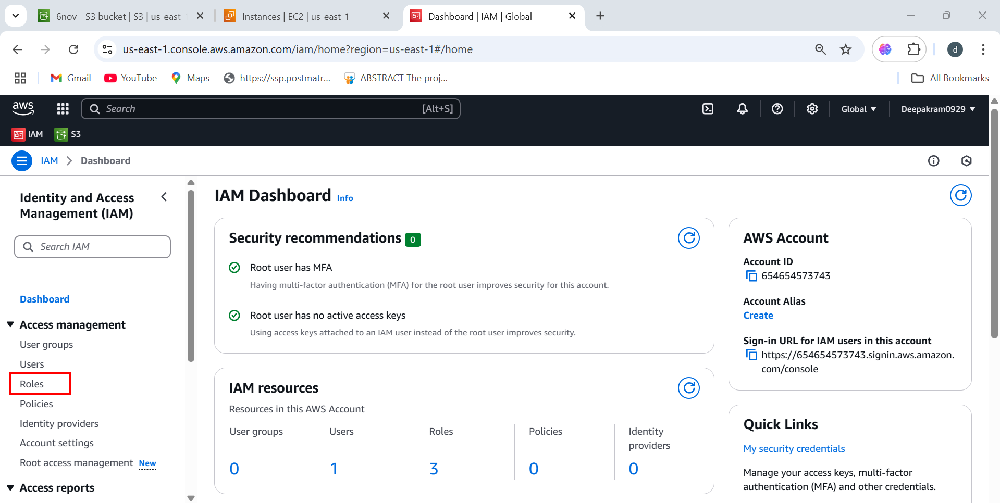 6nov - S3 bucket | S3 | us-east-
Instances | EC2 | us-east-1
Dashboard | IAM | Global
us-east-1.console.aws.amazon.com/iam/home?region=us-east-1#/home
d
Gmail
YouTube
Maps
https://ssp.postmatr...
ABSTRACT The proj...
All Bookmarks
aws
Search
[Alt+S]
Global
Deepakram0929
IAM
S3
IAM
Dashboard
Identity and Access
Management (IAM)
Search IAM
Dashboard
Access management
User groups
Users
Roles
Policies
Identity providers
Account settings
Root access management New
Access reports
IAM Dashboard Info
Security recommendations 0
Root user has MFA
Having multi-factor authentication (MFA) for the root user improves security for this account.
Root user has no active access keys
Using access keys attached to an IAM user instead of the root user improves security.
IAM resources
Resources in this AWS Account
User groups
0
Users
1
Roles
3
Policies
0
Identity
providers
0
AWS Account
Account ID
654654573743
Account Alias
Create
Sign-in URL for IAM users in this account
https://654654573743.signin.aws.amazon.
com/console
Quick Links
My security credentials
Manage your access keys, multi-factor
authentication (MFA) and other credentials.